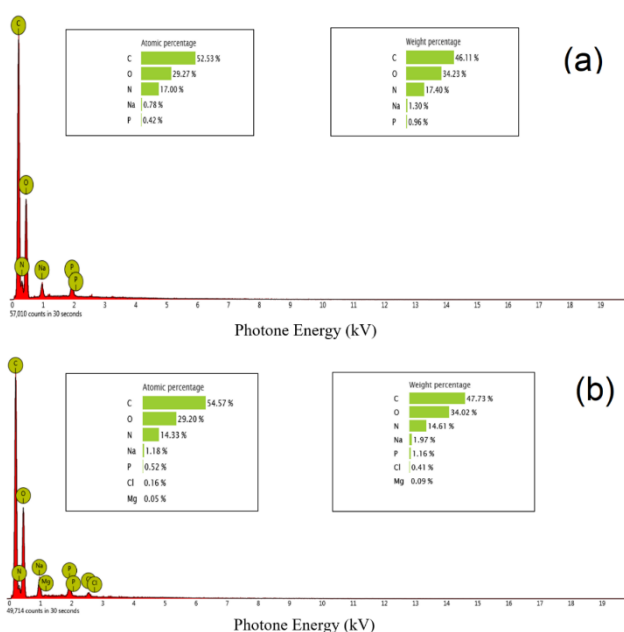 Atomic percentage
C 52.53 %
O 29.27 %
N 17.00 %
Na 0.78 %
P 0.42 %
Weight percentage
C 46.11 %
O 34.23 %
N 17.40 %
Na 1.30 %
P 0.96 %
(a)
C
O
N
Na
P
P
0 1 2 3 4 5 6 7 8 9 10 11 12 13 14 15 16 17 18 19
57,010 counts in 30 seconds
Photone Energy (kV)
Atomic percentage
C 54.57 %
O 29.20 %
N 14.33 %
Na 1.18 %
P 0.52 %
Cl 0.16 %
Mg 0.05 %
Weight percentage
C 47.73 %
O 34.02 %
N 14.61 %
Na 1.97 %
P 1.16 %
Cl 0.41 %
Mg 0.09 %
(b)
C
O
N
Na
Mg
P
P
Cl
0 1 2 3 4 5 6 7 8 9 10 11 12 13 14 15 16 17 18 19
49,714 counts in 30 seconds
Photone Energy (kV)